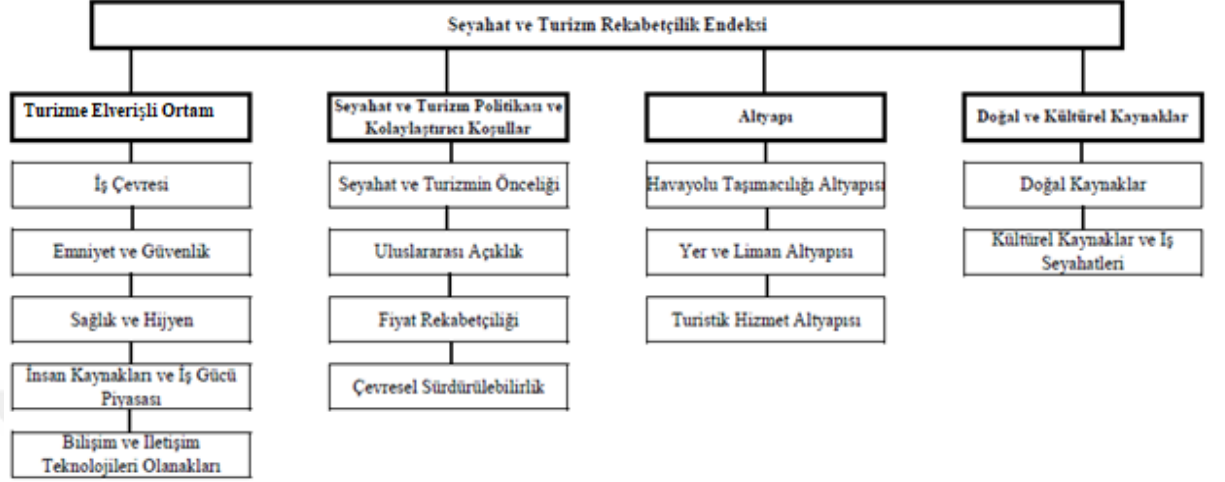 Seyahat ve Turizm Rekabetçilik Endeksi
Turizme Elverişli Ortam
İş Çevresi
Emniyet ve Güvenlik
Sağlık ve Hijyen
İnsan Kaynakları ve İş Gücü
Piyasası
Bilişim ve Iletişim
Teknolojileri Olanakları
Seyahat ve Turizm Politikası ve
Kolaylaştırıcı Koşullar
Seyahat ve Turizmin Önceliği
Uluslararası Açıklık
Fiyat Rekabetçiliği
Çevresel Sürdürülebilirlik
Altyapı
Havayolu Taşımacılığı Altyapısı
Yer ve Liman Altyapısı
Turistik Hizmet Altyapısı
Doğal ve Kültürel Kaynaklar
Doğal Kaynaklar
Kültürel Kaynaklar ve İş
Seyahatleri